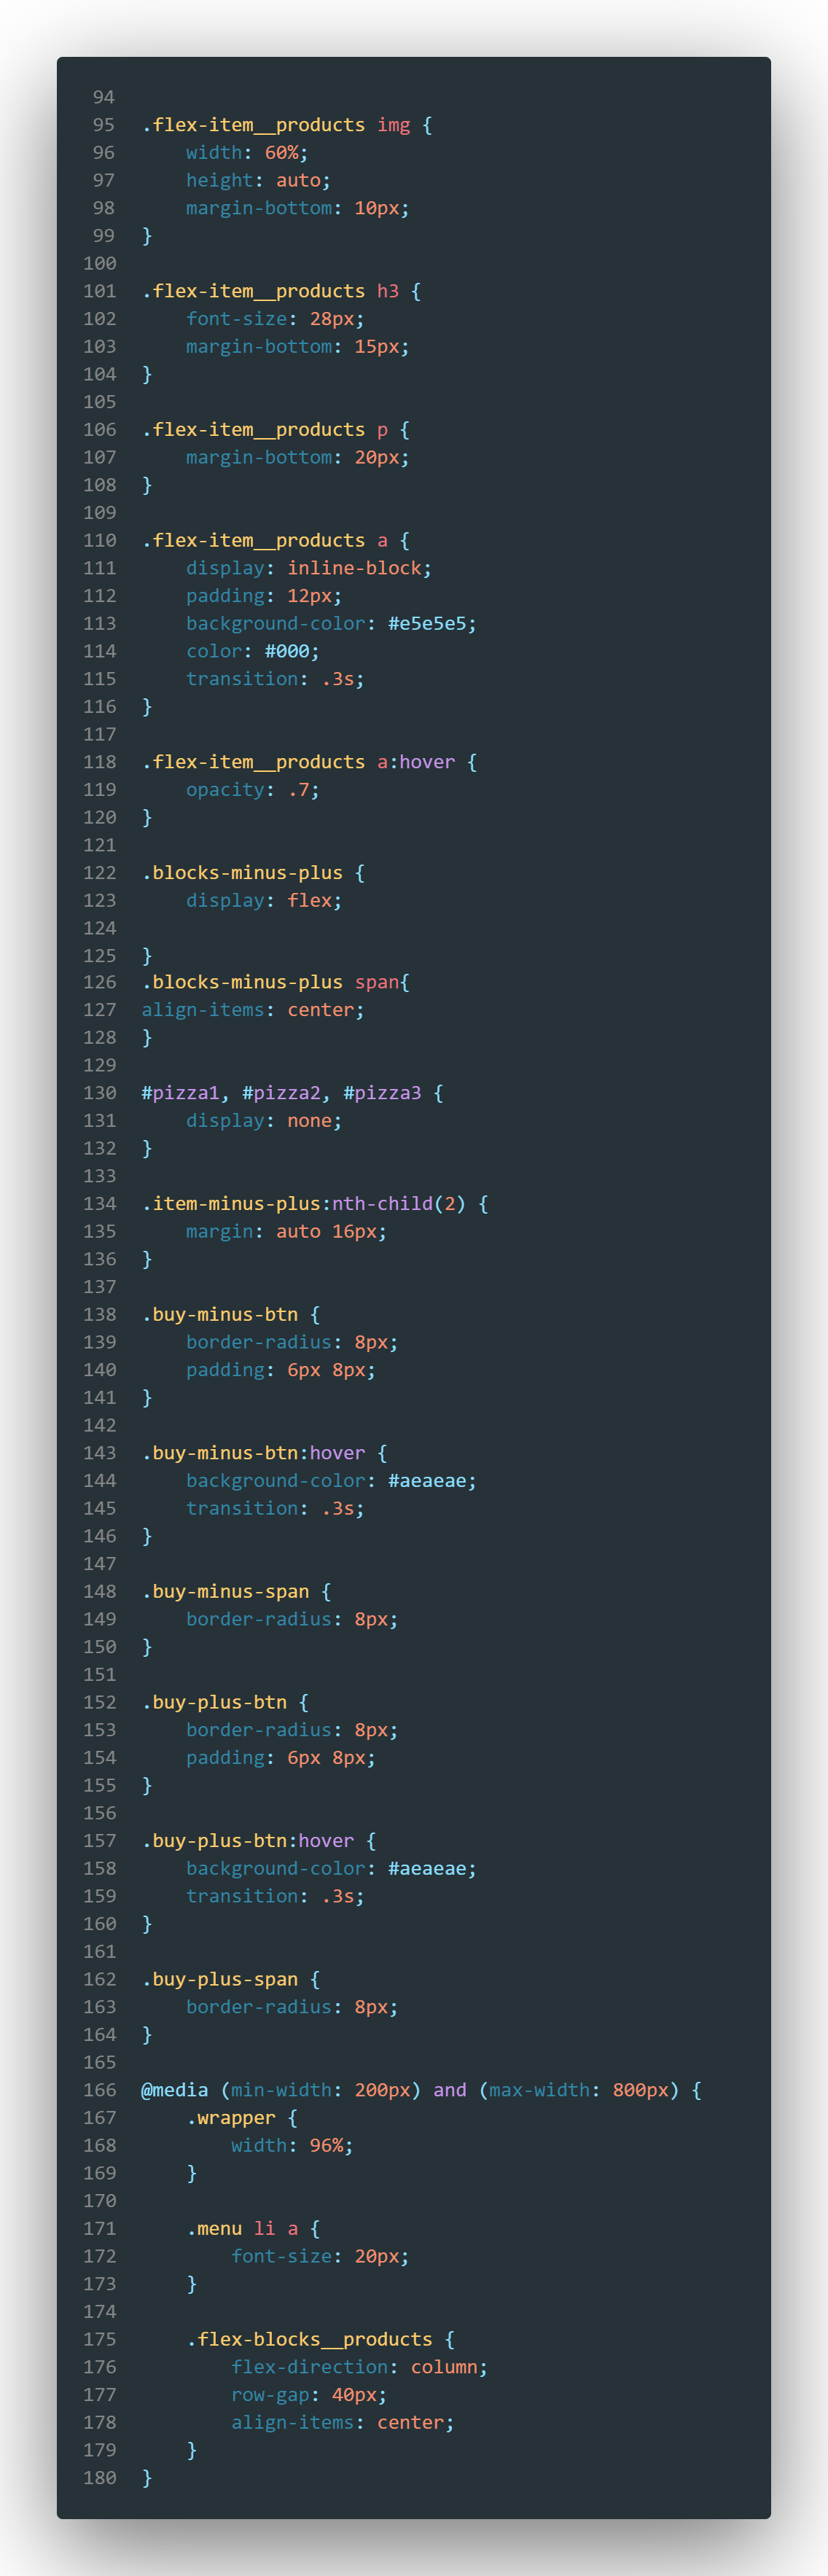 94
95 .flex-item__products img {
96     width: 60%;
97     height: auto;
98     margin-bottom: 10px;
99 }
100
101 .flex-item__products h3 {
102     font-size: 28px;
103     margin-bottom: 15px;
104 }
105
106 .flex-item__products p {
107     margin-bottom: 20px;
108 }
109
110 .flex-item__products a {
111     display: inline-block;
112     padding: 12px;
113     background-color: #e5e5e5;
114     color: #000;
115     transition: .3s;
116 }
117
118 .flex-item__products a:hover {
119     opacity: .7;
120 }
121
122 .blocks-minus-plus {
123     display: flex;
124
125 }
126 .blocks-minus-plus span{
127 align-items: center;
128 }
129
130 #pizza1, #pizza2, #pizza3 {
131     display: none;
132 }
133
134 .item-minus-plus:nth-child(2) {
135     margin: auto 16px;
136 }
137
138 .buy-minus-btn {
139     border-radius: 8px;
140     padding: 6px 8px;
141 }
142
143 .buy-minus-btn:hover {
144     background-color: #aeaeae;
145     transition: .3s;
146 }
147
148 .buy-minus-span {
149     border-radius: 8px;
150 }
151
152 .buy-plus-btn {
153     border-radius: 8px;
154     padding: 6px 8px;
155 }
156
157 .buy-plus-btn:hover {
158     background-color: #aeaeae;
159     transition: .3s;
160 }
161
162 .buy-plus-span {
163     border-radius: 8px;
164 }
165
166 @media (min-width: 200px) and (max-width: 800px) {
167     .wrapper {
168         width: 96%;
169     }
170
171     .menu li a {
172         font-size: 20px;
173     }
174
175     .flex-blocks__products {
176         flex-direction: column;
177         row-gap: 40px;
178         align-items: center;
179     }
180 }